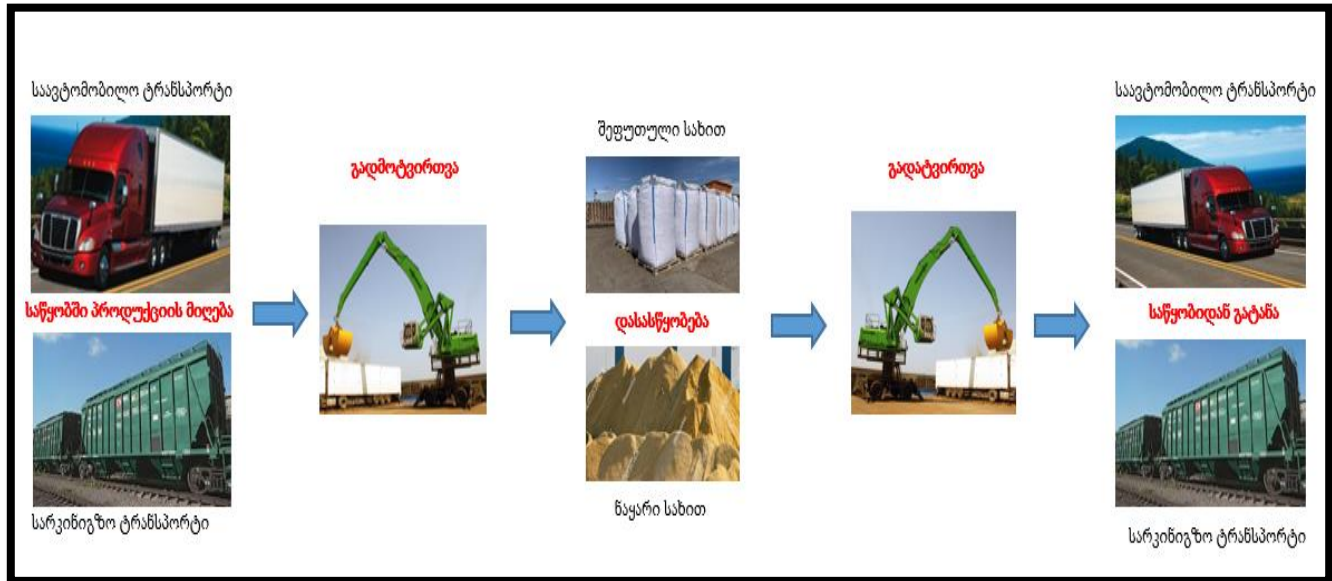 საავტომობილო ტრანსპორტი
საწყობში პროდუქციის მიღება
სარკინიგზო ტრანსპორტი
გადმოტვირთვა
შეფუთული სახით
დასასწყობება
ნაყარი სახით
გადატვირთვა
საავტომობილო ტრანსპორტი
საწყობიდან გატანა
სარკინიგზო ტრანსპორტი